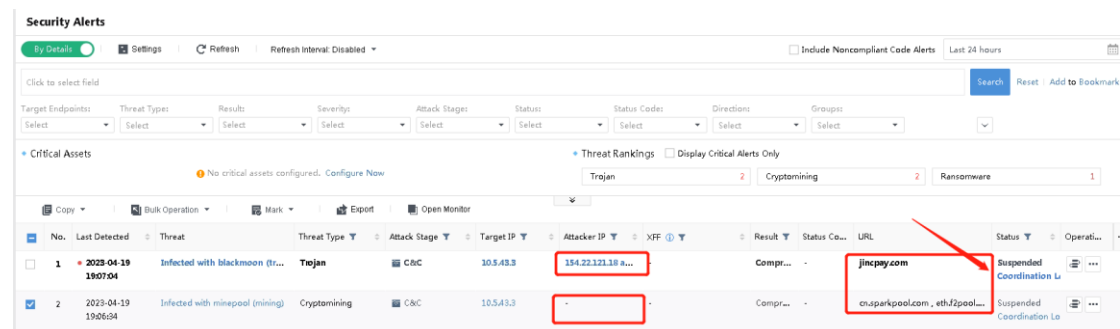 Security Alerts
By Details Settings Refresh Refresh Interval: Disabled Include Noncompliant Code Alerts Last 24 hours
Click to select field Search Reset Add to Bookmark
Target Endpoints: Threat Type: Result: Severity: Attack Stage: Status: Status Code: Direction: Groups:
Select Select Select Select Select Select Select Select Select
Critical Assets Threat Rankings Display Critical Alerts Only
No critical assets configured. Configure Now
Trojan 2 Cryptomining 2 Ransomware 1
Copy Bulk Operation Mark Export Open Monitor
No. Last Detected Threat Threat Type Attack Stage Target IP Attacker IP XFF Result Status Co... URL Status Operati...
1 2023-04-19 Infected with blackmoon (tr... Trojan C&C 10.5.43.3 154.22.121.18 a... - Compr... - jincpay.com Suspended
19:07:04 Coordination Lo
2 2023-04-19 Infected with minepool (mining) Cryptomining C&C 10.5.43.3 - - Compr... - cn.sparkpool.com , eth.f2pool.... Suspended
19:06:34 Coordination Lo